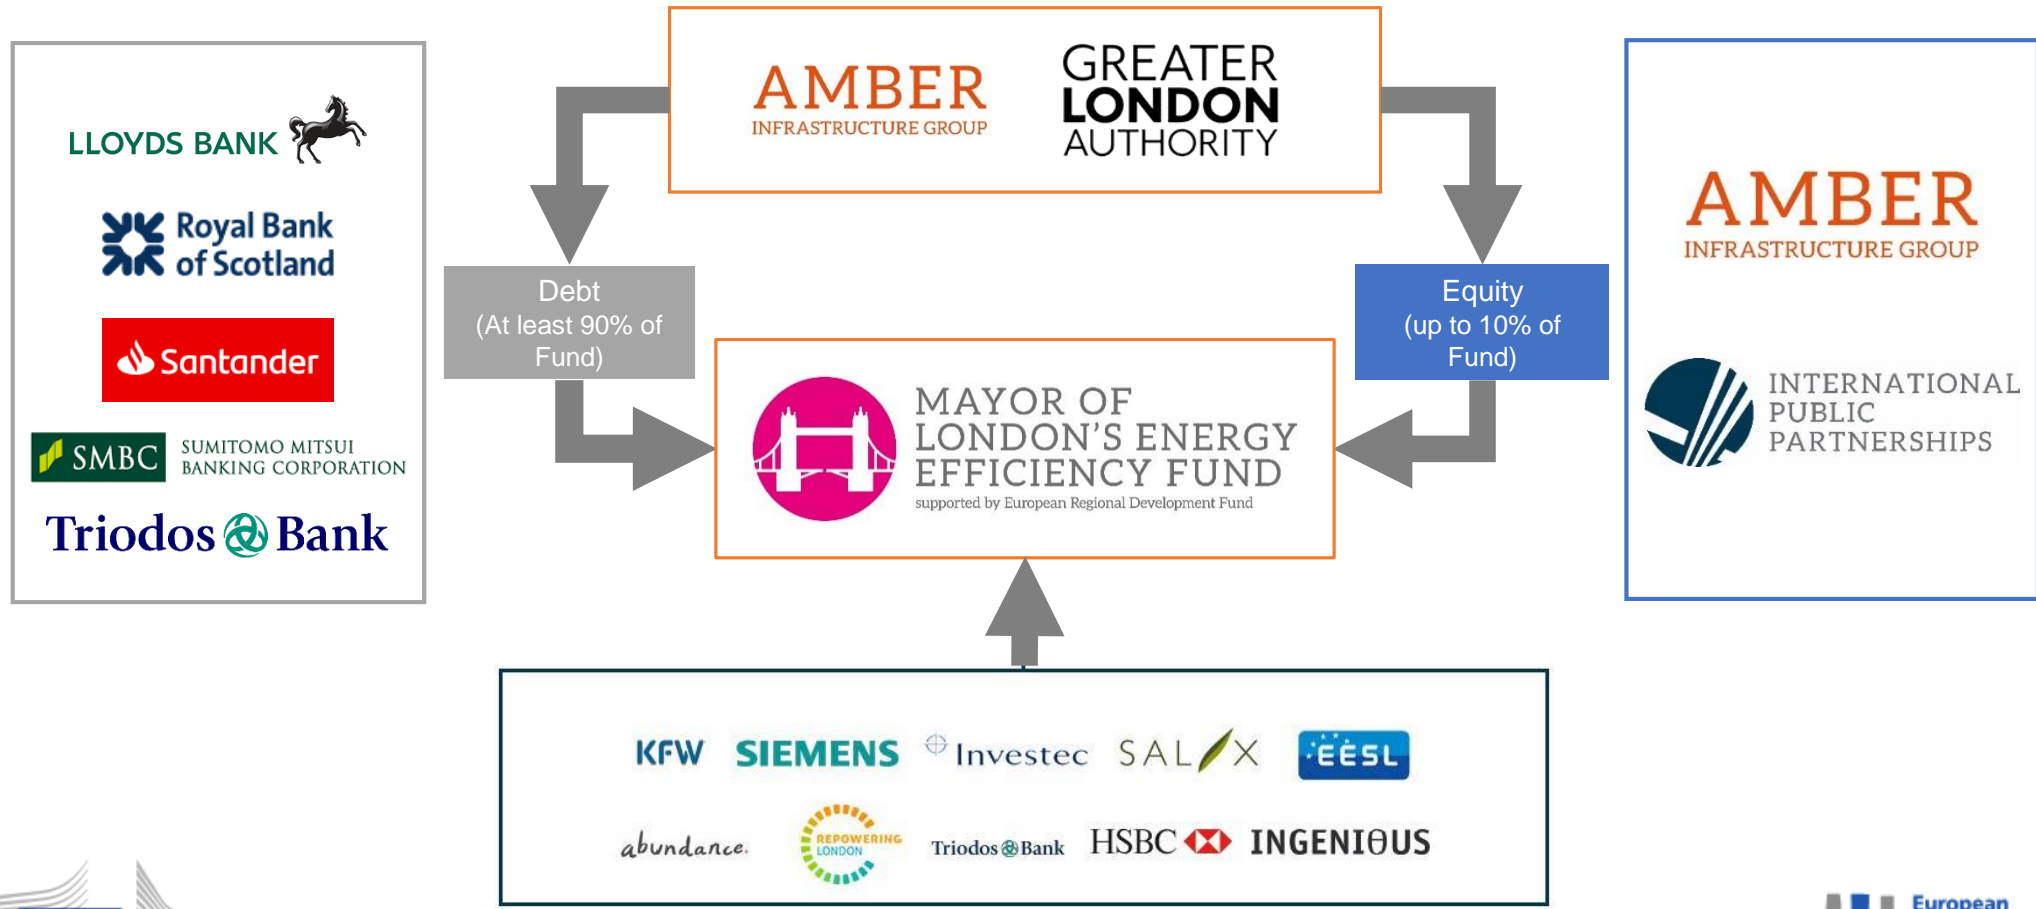 AMBER
INFRASTRUCTURE GROUP
GREATER
LONDON
AUTHORITY
LLOYDS BANK
Royal Bank
of Scotland
Santander
SMBC SUMITOMO MITSUI
BANKING CORPORATION
Triodos Bank
Debt
(At least 90% of
Fund)
Equity
(up to 10% of
Fund)
MAYOR OF
LONDON'S ENERGY
EFFICIENCY FUND
supported by European Regional Development Fund
AMBER
INFRASTRUCTURE GROUP
INTERNATIONAL
PUBLIC
PARTNERSHIPS
KFW SIEMENS Investec SALIX EESL
abundance. REPOWERING
LONDON Triodos Bank HSBC INGENIOUS
European